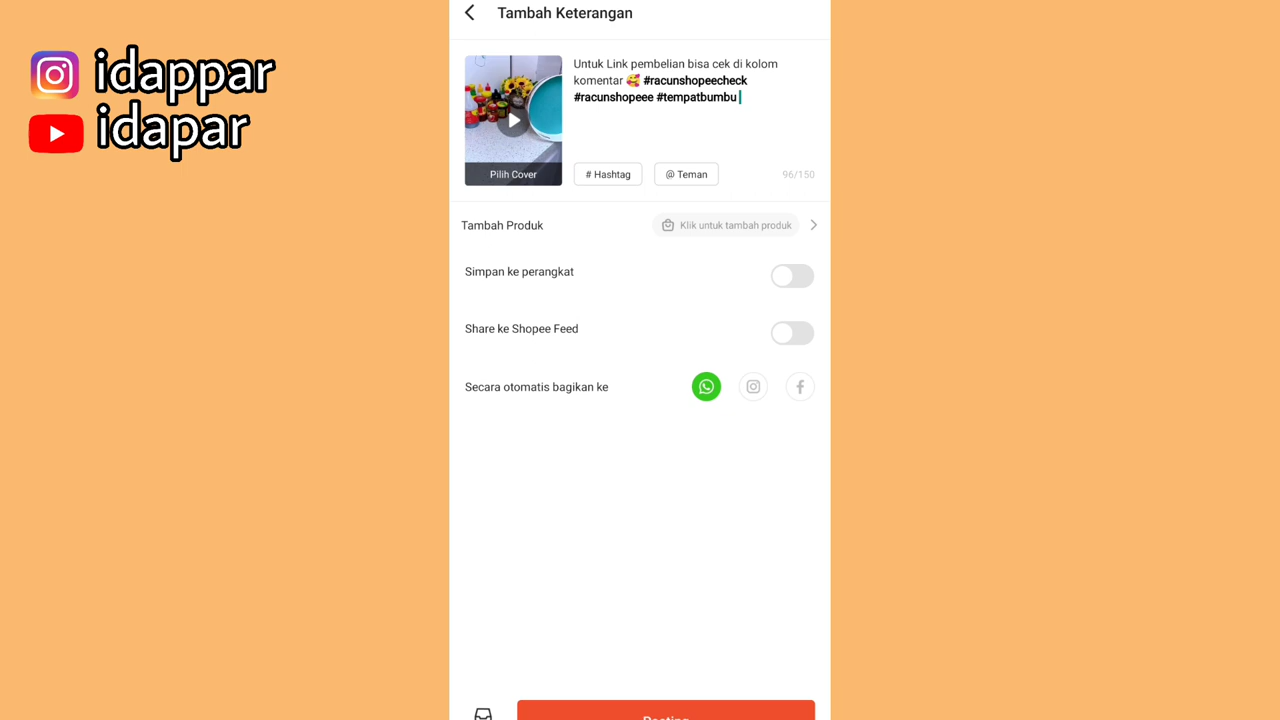 idappar
idapar
Tambah Keterangan
Untuk Link pembelian bisa cek di kolom
komentar 🥰 #racunshopeecheck
#racunshopeee #tempatbumbu
Pilih Cover
# Hashtag
@ Teman
96/150
Tambah Produk
Klik untuk tambah produk
Simpan ke perangkat
Share ke Shopee Feed
Secara otomatis bagikan ke
Posting